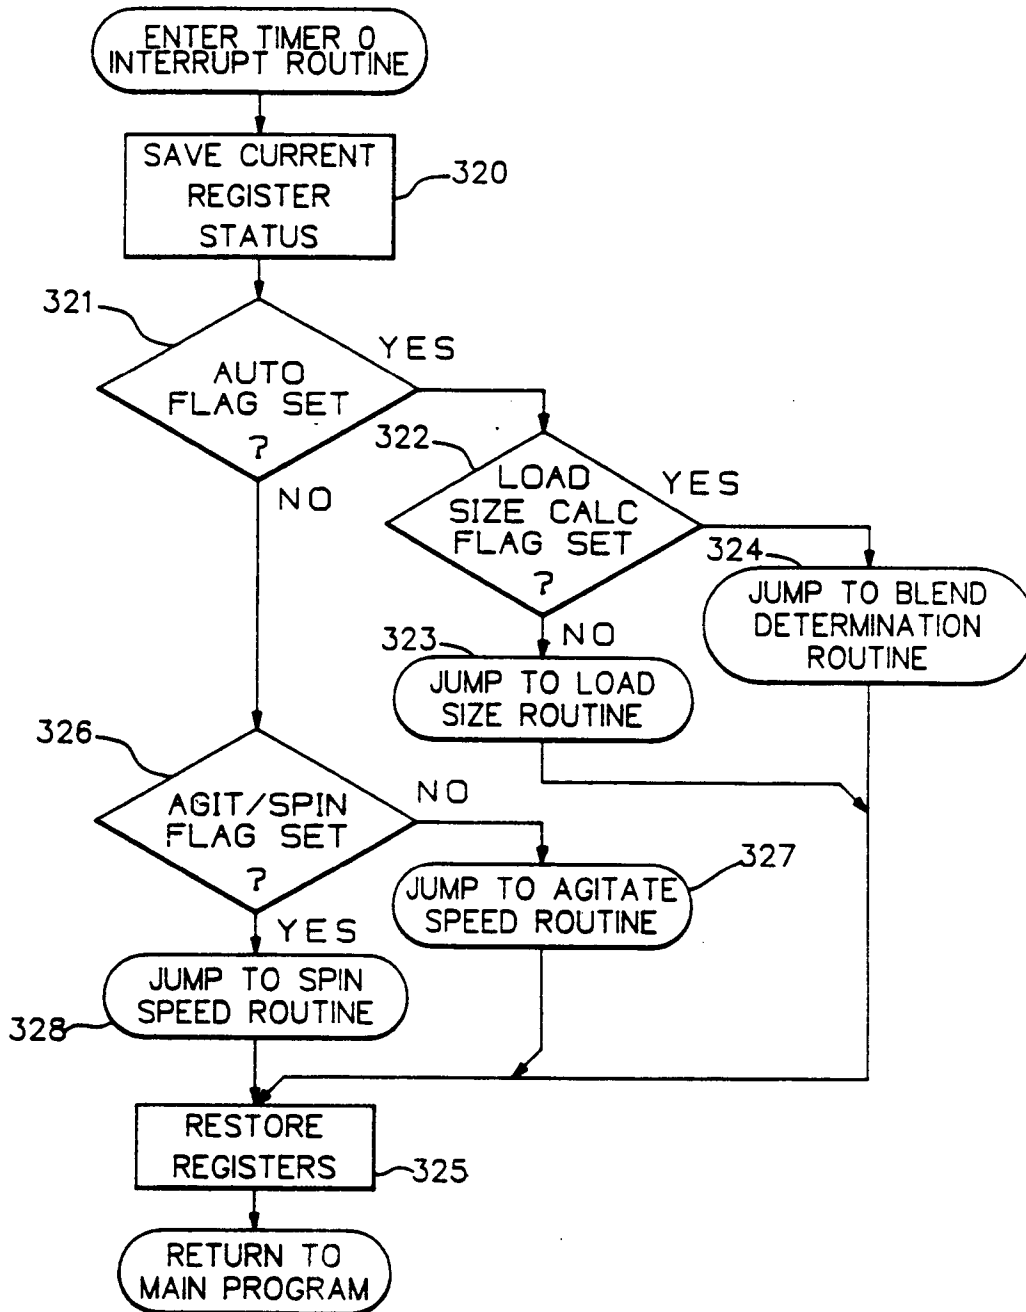 ENTER TIMER 0
INTERRUPT ROUTINE
SAVE CURRENT
REGISTER
STATUS
320
321
AUTO
FLAG SET
?
YES
NO
322
LOAD
SIZE CALC
FLAG SET
?
YES
NO
324
JUMP TO BLEND
DETERMINATION
ROUTINE
323
JUMP TO LOAD
SIZE ROUTINE
326
AGIT/SPIN
FLAG SET
?
NO
YES
327
JUMP TO AGITATE
SPEED ROUTINE
JUMP TO SPIN
SPEED ROUTINE
328
RESTORE
REGISTERS
325
RETURN TO
MAIN PROGRAM